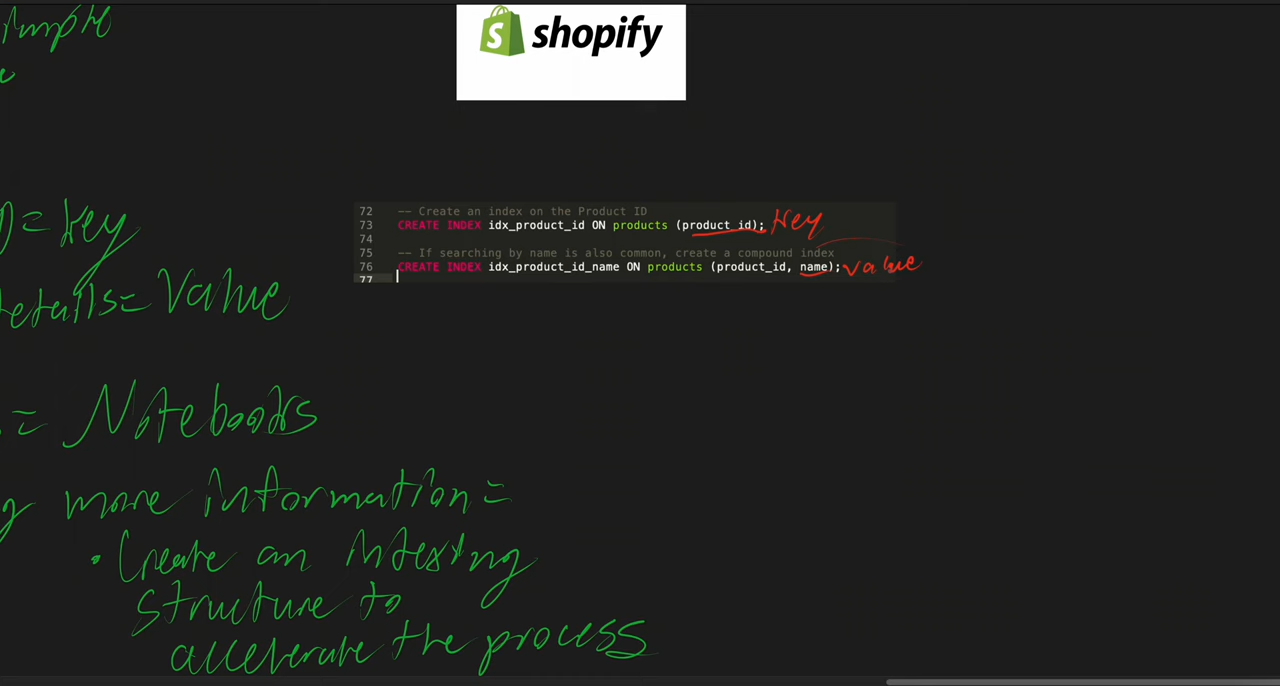 shopify
72 -- Create an index on the Product ID
73 CREATE INDEX idx_product_id ON products (product_id); Key
74
75 -- If searching by name is also common, create a compound index
76 CREATE INDEX idx_product_id_name ON products (product_id, name); value
77
= Key
etails = Value
= Notebooks
g more information =
• Create an intexing
structure to
accelerate the process